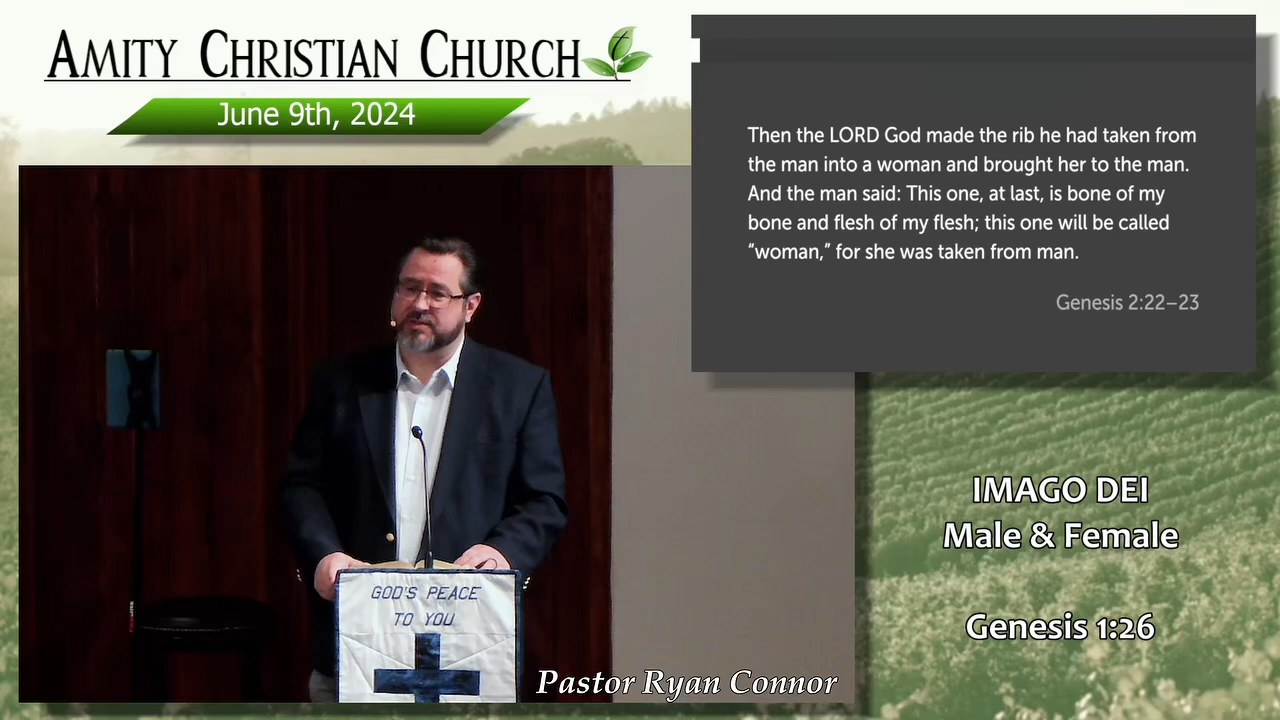 AMITY CHRISTIAN CHURCH
June 9th, 2024
Then the LORD God made the rib he had taken from
the man into a woman and brought her to the man.
And the man said: This one, at last, is bone of my
bone and flesh of my flesh; this one will be called
“woman,” for she was taken from man.
Genesis 2:22–23
IMAGO DEI
Male & Female
Genesis 1:26
GOD'S PEACE
TO YOU
Pastor Ryan Connor